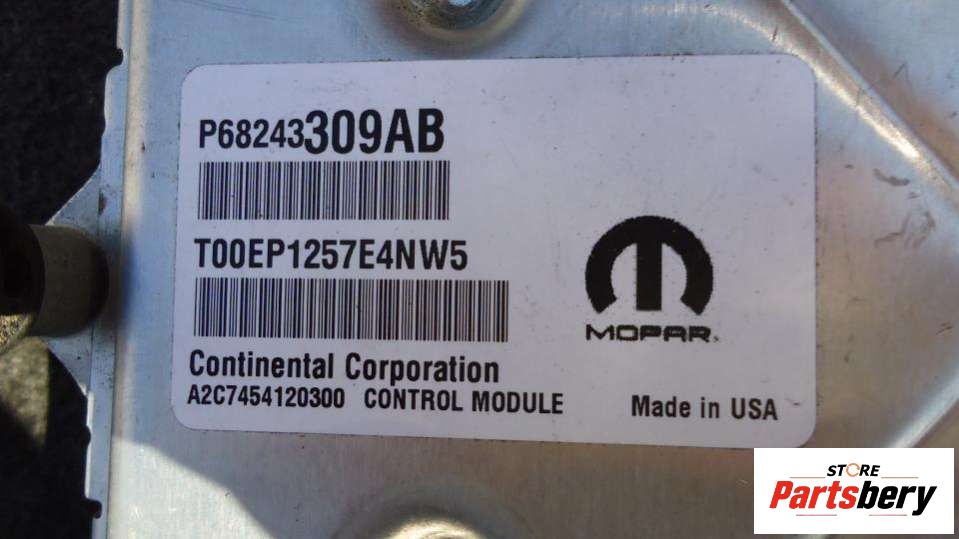 P68243309AB
T00EP1257E4NW5
MOPAR
Continental Corporation
A2C7454120300 CONTROL MODULE Made in USA
STORE
Partsbery